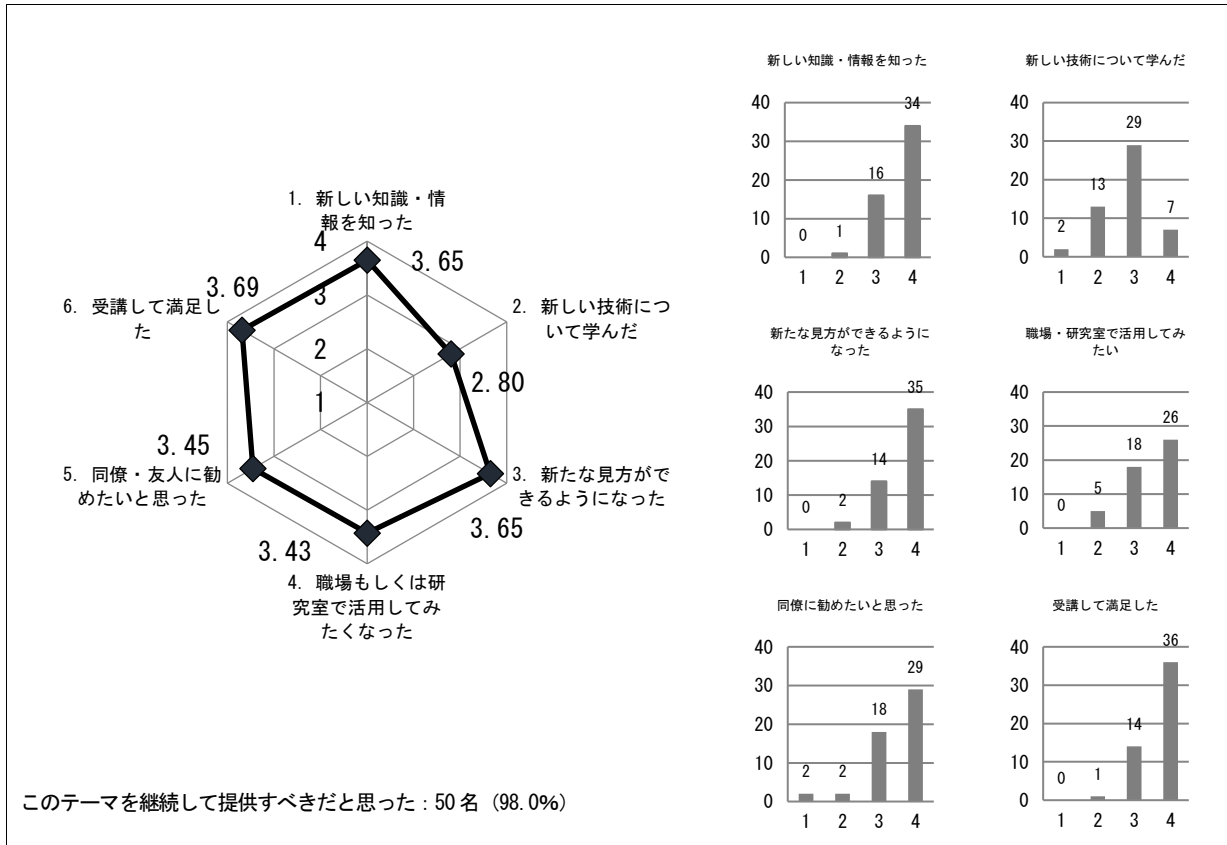 1. 新しい知識・情
報を知った
4
3.65
3.69
6. 受講して満足し
た
3
2. 新しい技術につ
いて学んだ
2
2.80
1
3.45
5. 同僚・友人に勧
めたいと思った
3. 新たな見方がで
きるようになった
3.65
3.43
4. 職場もしくは研
究室で活用してみ
たくなった
このテーマを継続して提供すべきだと思った：50 名（98.0%）
新しい知識・情報を知った
40
30
20
10
0
0
1
16
34
1 2 3 4
新しい技術について学んだ
40
30
20
10
0
2
13
29
7
1 2 3 4
新たな見方ができるように
なった
40
30
20
10
0
0
2
14
35
1 2 3 4
職場・研究室で活用してみ
たい
40
30
20
10
0
0
5
18
26
1 2 3 4
同僚に勧めたいと思った
40
30
20
10
0
2
2
18
29
1 2 3 4
受講して満足した
40
30
20
10
0
0
1
14
36
1 2 3 4